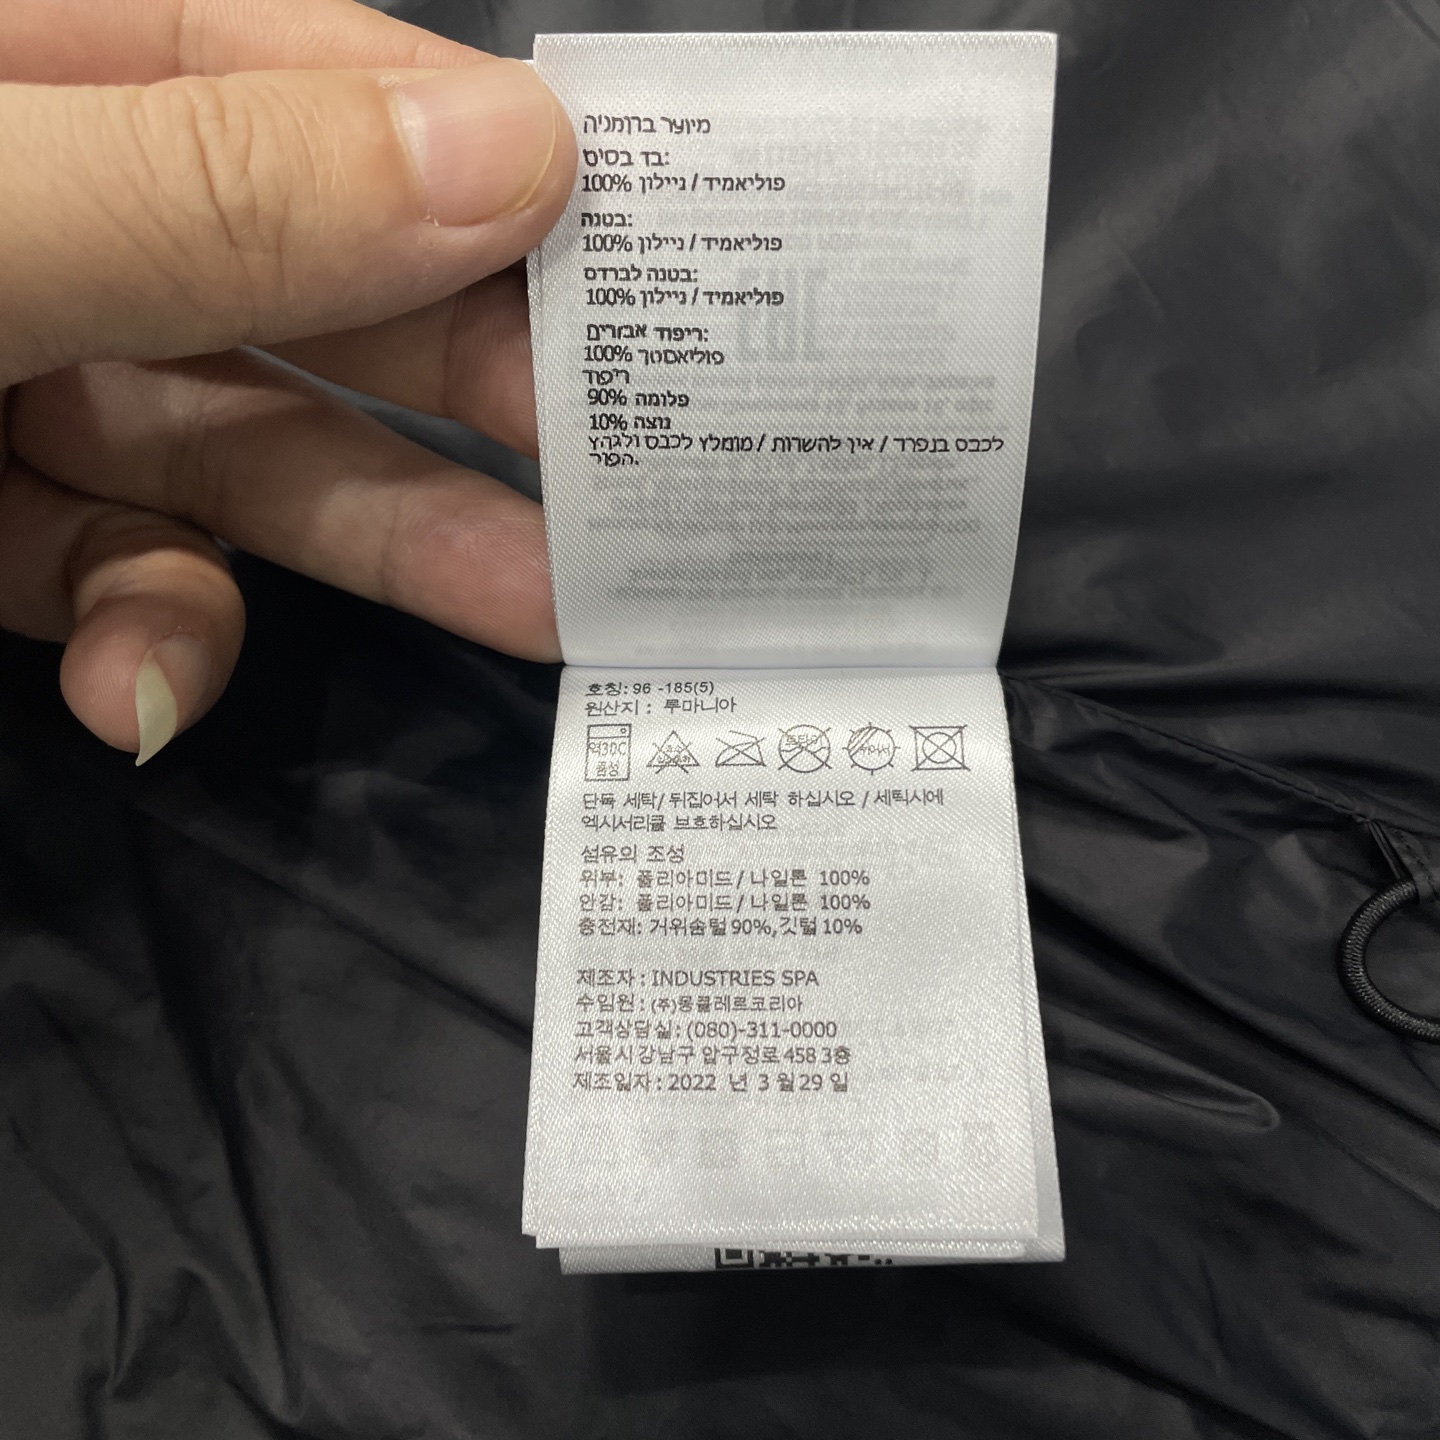 מיוצר ברומניה
בד בסיס:
100% פוליאמיד / ניילון
בטנה:
100% פוליאמיד / ניילון
בטנה לברדס:
100% פוליאמיד / ניילון
ריפוד אבזרים:
100% פוליאסטר
ריפוד
90% פלומה
10% נוצה
לכבס בנפרד / אין להשרות / מומלץ לכבס ולגהץ
הפוך.
호칭: 96 -185(5)
원산지 : 루마니아
약30C
중성
단독 세탁/ 뒤집어서 세탁 하십시오 / 세틱시에
엑시서리를 보호하십시오
섬유의 조성
위부: 폴리아미드 / 나일론 100%
안감: 폴리아미드 / 나일론 100%
충전재: 거위솜털 90%,깃털 10%
제조자 : INDUSTRIES SPA
수입원 : (주)몽클레르코리아
고객상담실: (080)-311-0000
서울시 강남구 압구정로 458 3층
제조일자 : 2022 년 3 월 29 일